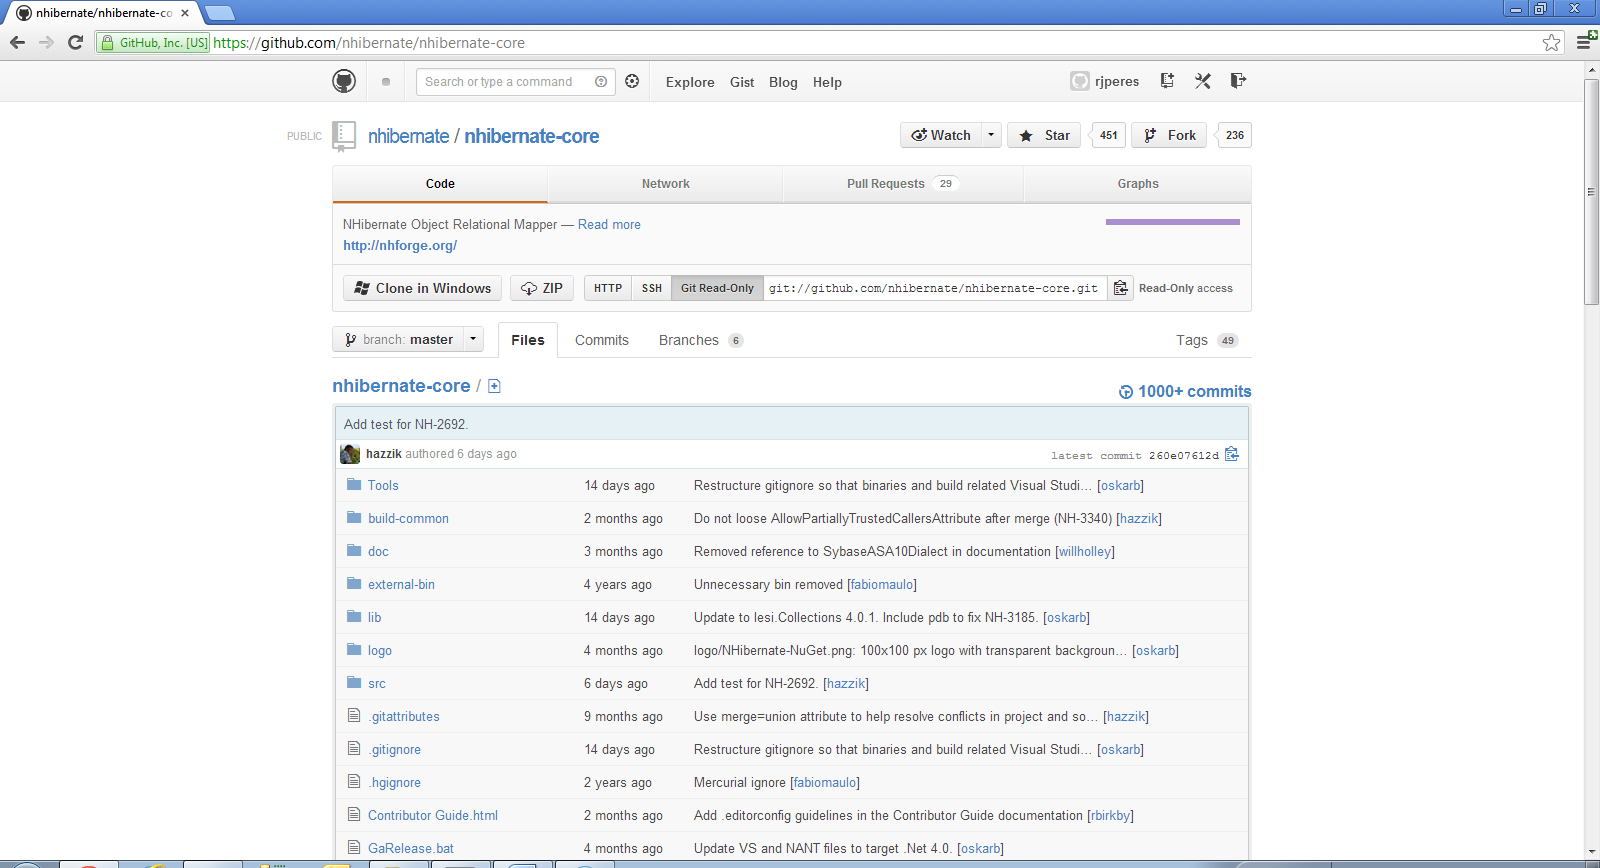 nhibernate/nhibernate-co
GitHub, Inc. [US] https://github.com/nhibernate/nhibernate-core
Search or type a command
Explore Gist Blog Help
rjperes
PUBLIC nhibernate / nhibernate-core
Watch Star 451 Fork 236
Code Network Pull Requests 29 Graphs
NHibernate Object Relational Mapper — Read more
http://nhforge.org/
Clone in Windows ZIP HTTP SSH Git Read-Only git://github.com/nhibernate/nhibernate-core.git Read-Only access
branch: master Files Commits Branches 6 Tags 49
nhibernate-core /
1000+ commits
Add test for NH-2692.
hazzik authored 6 days ago latest commit 260e07612d
Tools 14 days ago Restructure gitignore so that binaries and build related Visual Studi... [oskarb]
build-common 2 months ago Do not loose AllowPartiallyTrustedCallersAttribute after merge (NH-3340) [hazzik]
doc 3 months ago Removed reference to SybaseASA10Dialect in documentation [willholley]
external-bin 4 years ago Unnecessary bin removed [fabiomaulo]
lib 14 days ago Update to Iesi.Collections 4.0.1. Include pdb to fix NH-3185. [oskarb]
logo 4 months ago logo/NHibernate-NuGet.png: 100x100 px logo with transparent backgroun... [oskarb]
src 6 days ago Add test for NH-2692. [hazzik]
.gitattributes 9 months ago Use merge=union attribute to help resolve conflicts in project and so... [hazzik]
.gitignore 14 days ago Restructure gitignore so that binaries and build related Visual Studi... [oskarb]
.hgignore 2 years ago Mercurial ignore [fabiomaulo]
Contributor Guide.html 2 months ago Add .editorconfig guidelines in the Contributor Guide documentation [rbirkby]
GaRelease.bat 4 months ago Update VS and NANT files to target .Net 4.0. [oskarb]